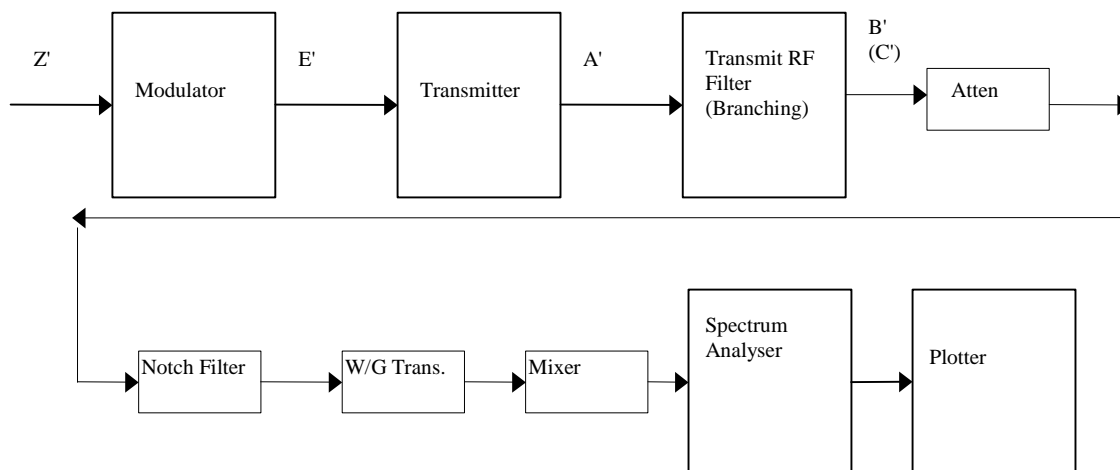 Z'
Modulator
E'
Transmitter
A'
Transmit RF
Filter
(Branching)
B'
(C')
Atten
Notch Filter
W/G Trans.
Mixer
Spectrum
Analyser
Plotter